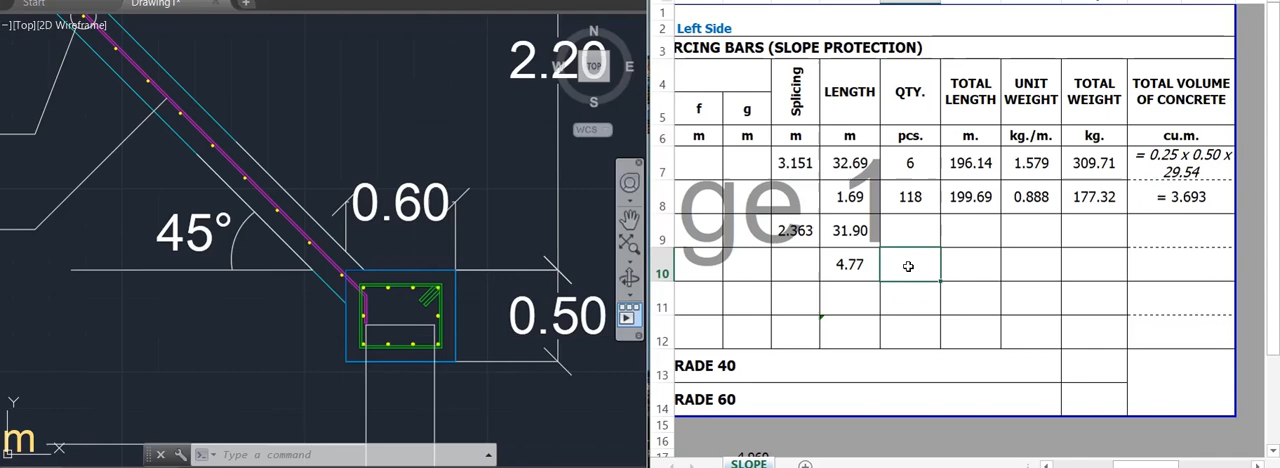 Start
Drawing1*
+
–][Top][2D Wireframe]
2.20
N
W TOP E
S
WCS
0.60
45°
0.50
Y
m
X
Type a command
1
2 Left Side
3 RCING BARS (SLOPE PROTECTION)
4 Splicing LENGTH QTY. TOTAL LENGTH UNIT WEIGHT TOTAL WEIGHT TOTAL VOLUME OF CONCRETE
5 f g
6 m m m m pcs. m. kg./m. kg. cu.m.
7 3.151 32.69 6 196.14 1.579 309.71 = 0.25 x 0.50 x 29.54
8 1.69 118 199.69 0.888 177.32 = 3.693
ge 1
9 2.363 31.90
10 4.77
11
12
13 RADE 40
14 RADE 60
15
16
17
SLOPE